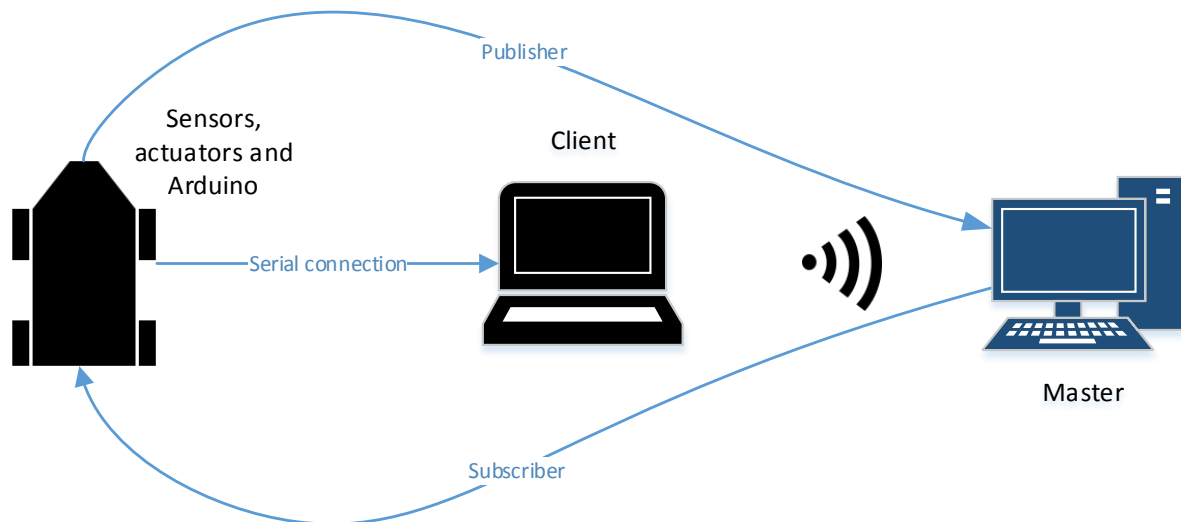 Publisher
Sensors,
actuators and
Arduino
Client
Serial connection
Master
Subscriber